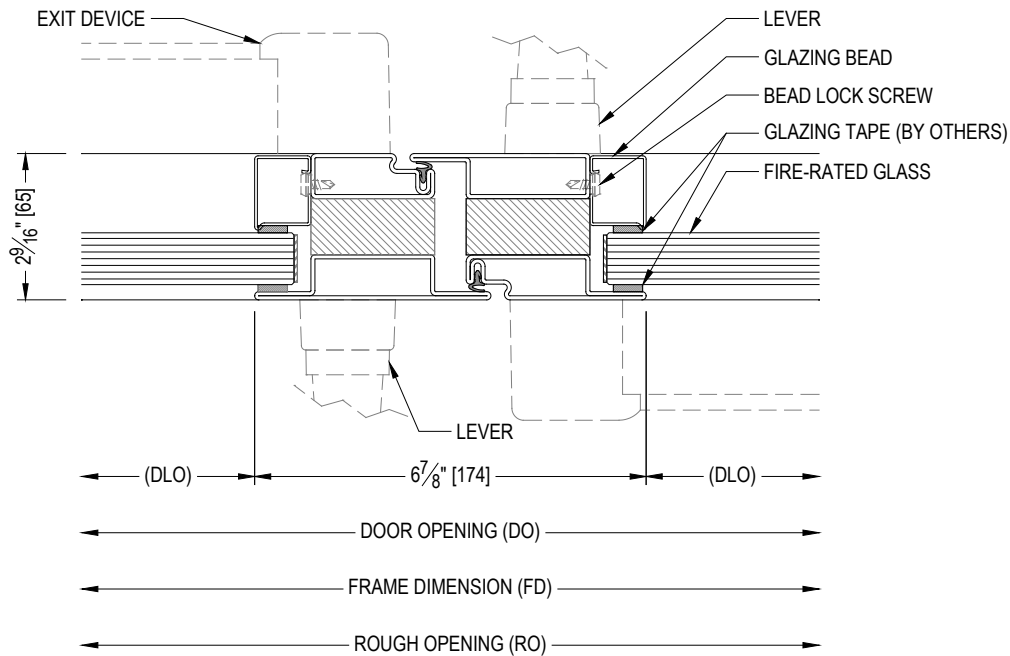 EXIT DEVICE
LEVER
GLAZING BEAD
BEAD LOCK SCREW
GLAZING TAPE (BY OTHERS)
FIRE-RATED GLASS
2 9/16" [65]
LEVER
(DLO)
6 7/8" [174]
(DLO)
DOOR OPENING (DO)
FRAME DIMENSION (FD)
ROUGH OPENING (RO)